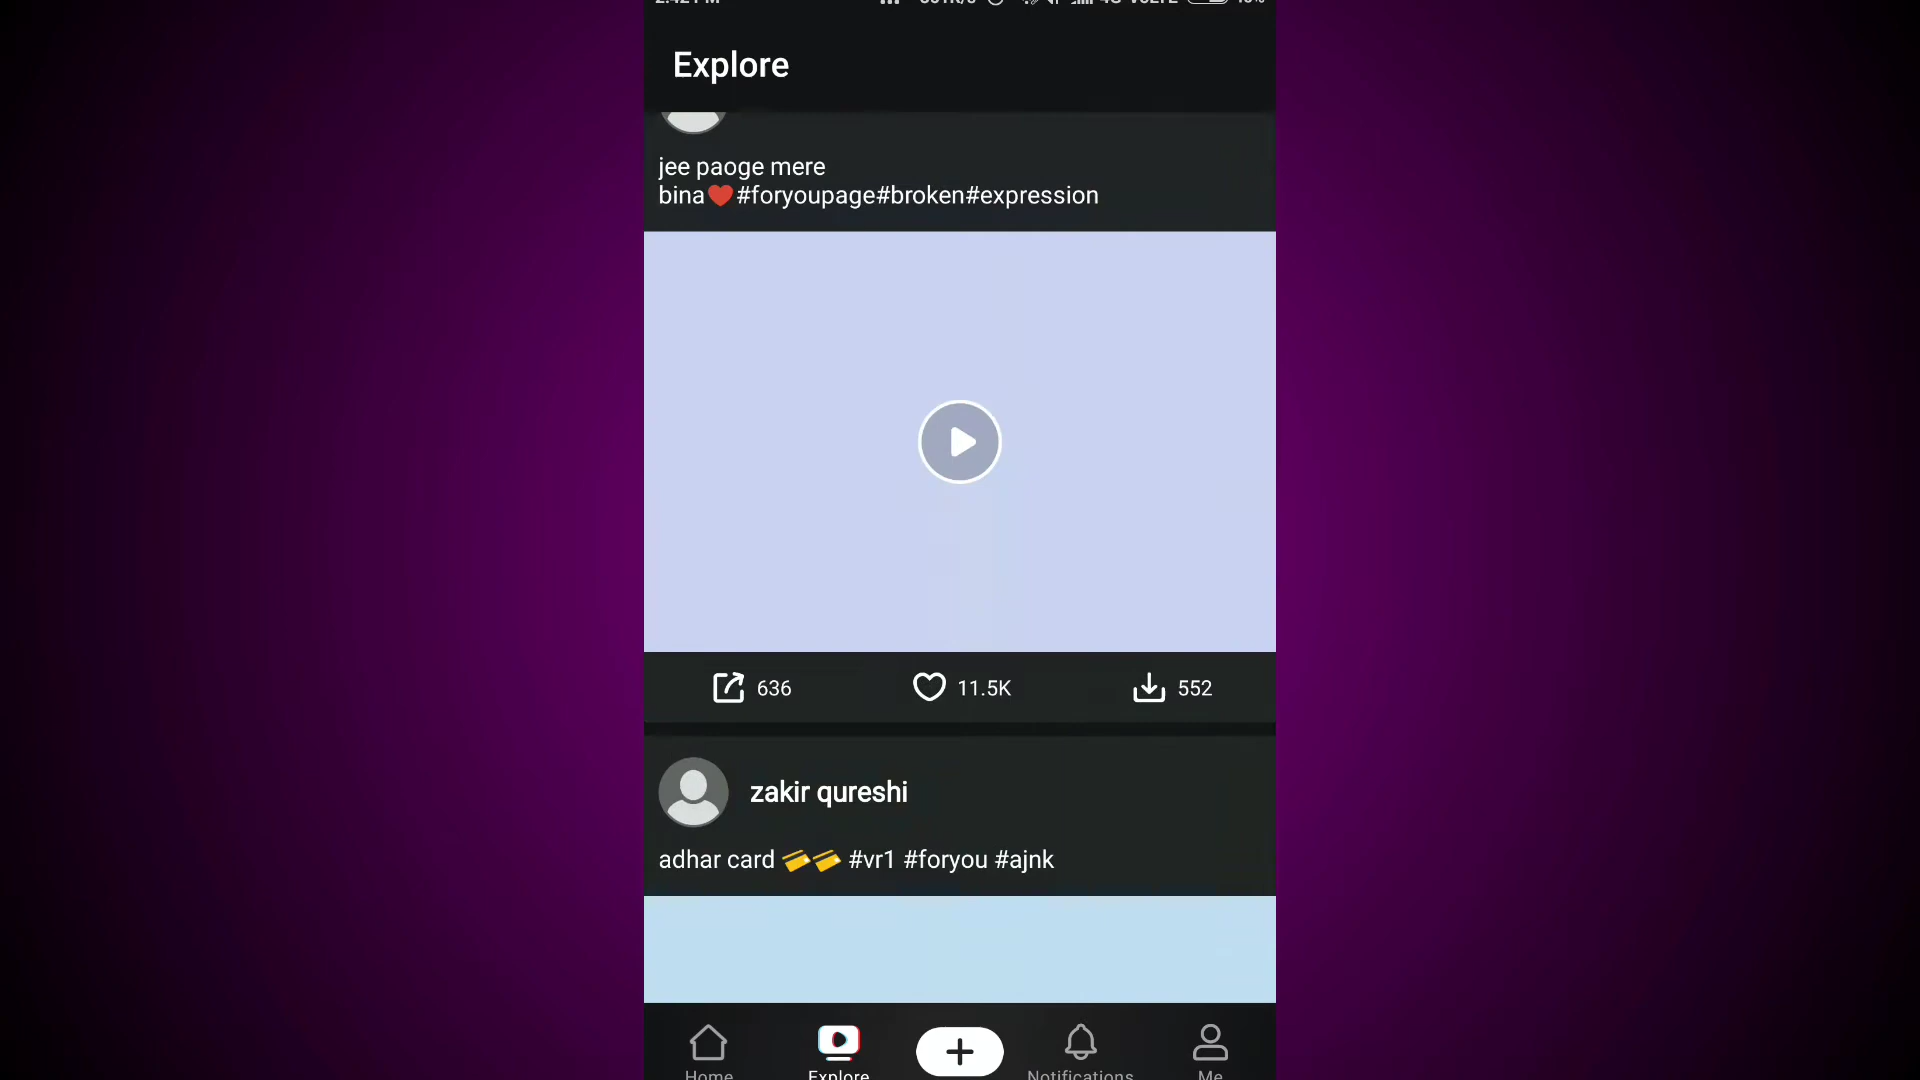 Explore
jee paoge mere
bina❤️#foryoupage#broken#expression
636
11.5K
552
zakir qureshi
adhar card 💳💳 #vr1 #foryou #ajnk
Home
Explore
Notifications
Me